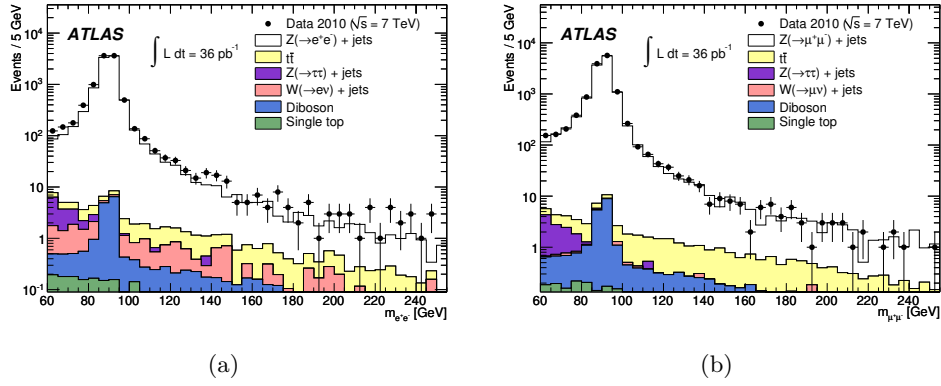 ATLAS
∫ L dt = 36 pb⁻¹
Data 2010 (√s = 7 TeV)
Z(→e⁺e⁻) + jets
tt̄
Z(→ττ) + jets
W(→eν) + jets
Diboson
Single top
Events / 5 GeV
10⁴
10³
10²
10
1
10⁻¹
60 80 100 120 140 160 180 200 220 240
m_e⁺e⁻ [GeV]
(a)
ATLAS
∫ L dt = 36 pb⁻¹
Data 2010 (√s = 7 TeV)
Z(→μ⁺μ⁻) + jets
tt̄
Z(→ττ) + jets
W(→μν) + jets
Diboson
Single top
Events / 5 GeV
10⁴
10³
10²
10
1
60 80 100 120 140 160 180 200 220 240
m_μ⁺μ⁻ [GeV]
(b)